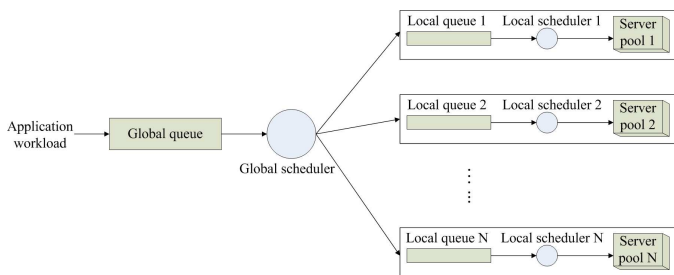 Application
workload
Global queue
Global scheduler
Local queue 1
Local scheduler 1
Server
pool 1
Local queue 2
Local scheduler 2
Server
pool 2
Local queue N
Local scheduler N
Server
pool N